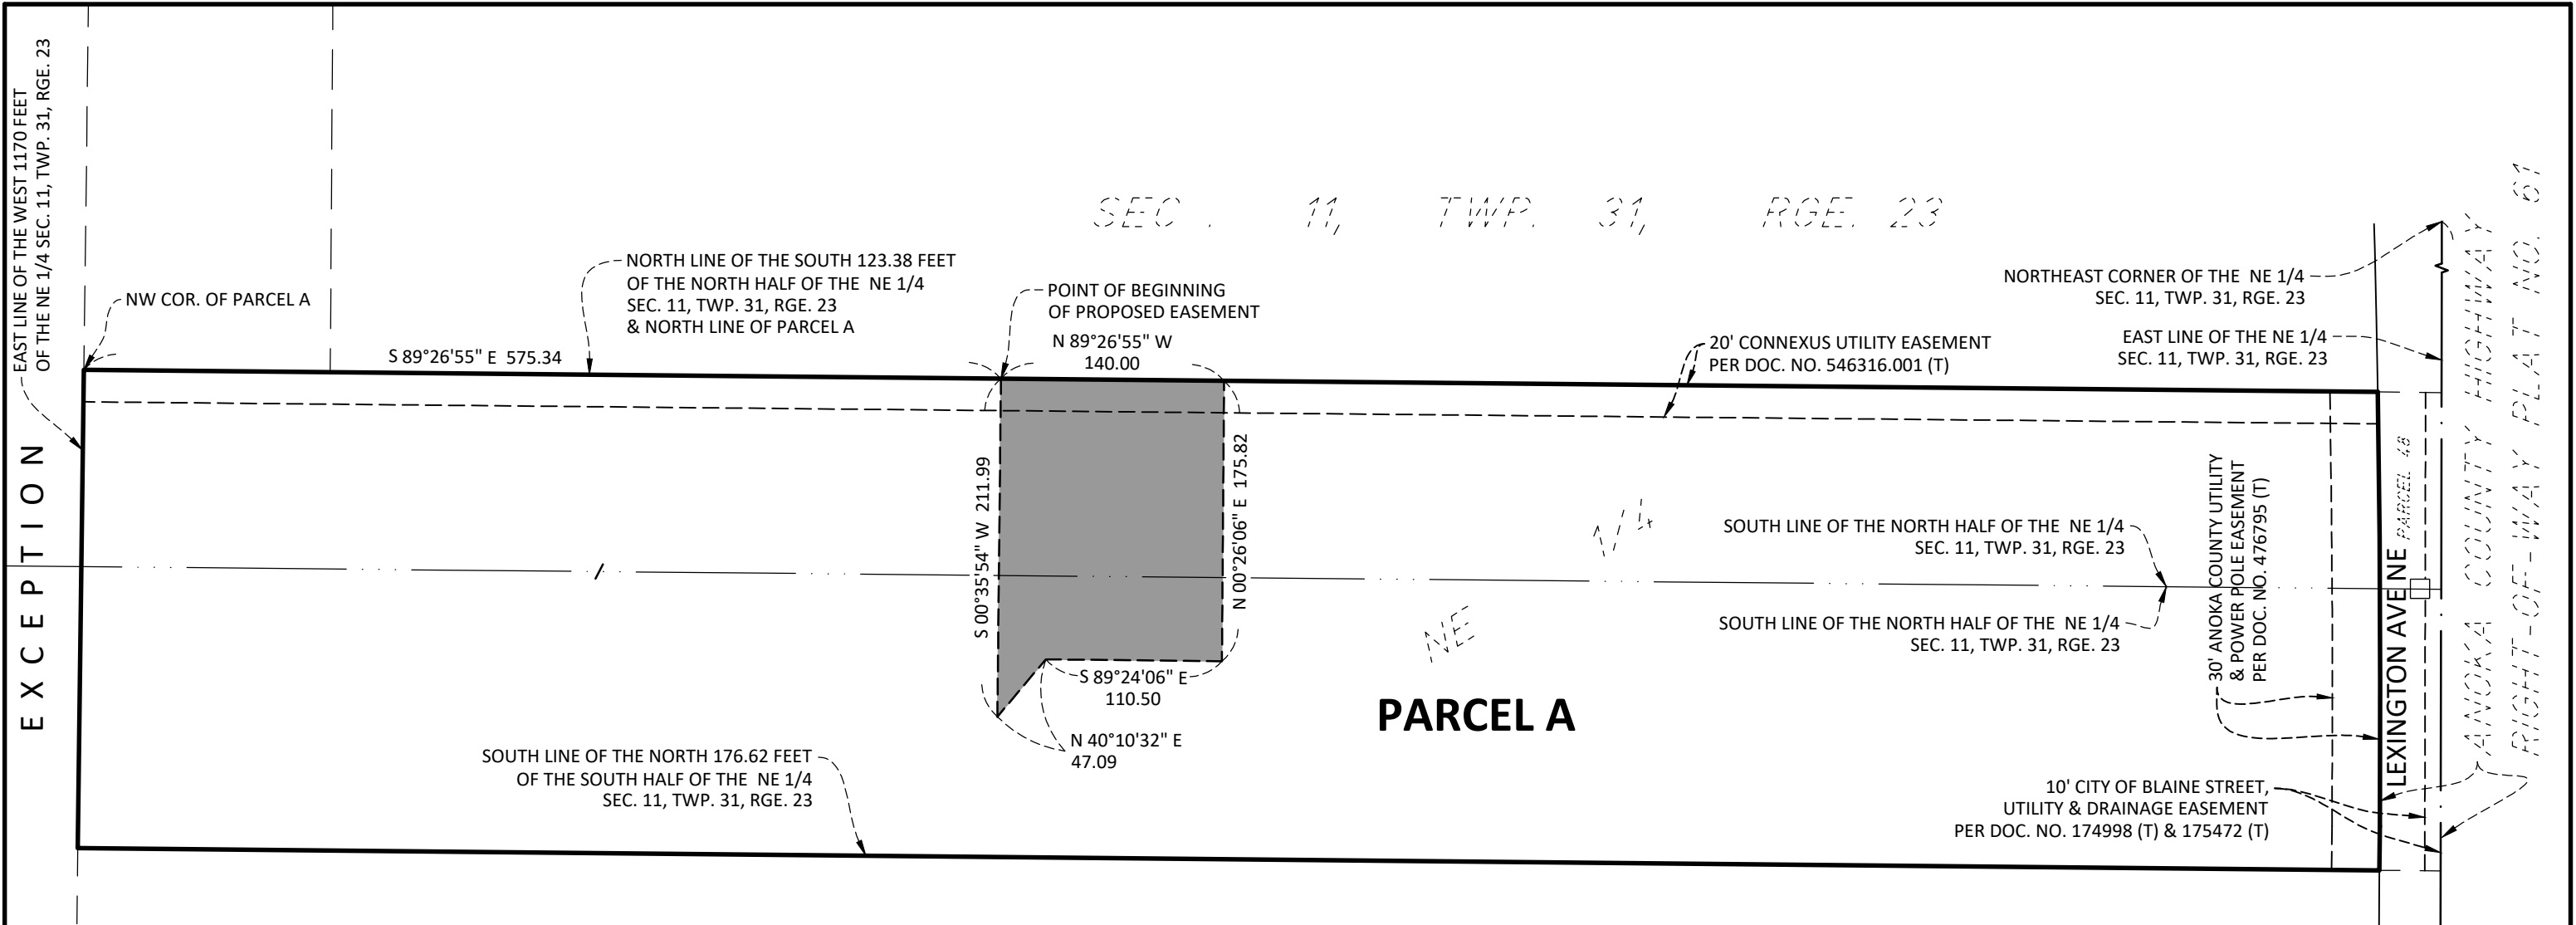 EAST LINE OF THE WEST 1170 FEET
OF THE NE 1/4 SEC. 11, TWP. 31, RGE. 23
NW COR. OF PARCEL A
S 89°26'55" E 575.34
NORTH LINE OF THE SOUTH 123.38 FEET
OF THE NORTH HALF OF THE NE 1/4
SEC. 11, TWP. 31, RGE. 23
& NORTH LINE OF PARCEL A
SEC. 11, TWP. 31, RGE. 23
POINT OF BEGINNING
OF PROPOSED EASEMENT
N 89°26'55" W
140.00
20' CONNEXUS UTILITY EASEMENT
PER DOC. NO. 546316.001 (T)
NORTHEAST CORNER OF THE NE 1/4
SEC. 11, TWP. 31, RGE. 23
EAST LINE OF THE NE 1/4
SEC. 11, TWP. 31, RGE. 23
EXCEPTION
S 00°35'54" W 211.99
N 00°26'06" E 175.82
S 89°24'06" E
110.50
N 40°10'32" E
47.09
NE 1/4
SOUTH LINE OF THE NORTH HALF OF THE NE 1/4
SEC. 11, TWP. 31, RGE. 23
SOUTH LINE OF THE NORTH HALF OF THE NE 1/4
SEC. 11, TWP. 31, RGE. 23
PARCEL A
30' ANOKA COUNTY UTILITY
& POWER POLE EASEMENT
PER DOC. NO. 476795 (T)
LEXINGTON AVE NE
PARCEL 48
ANOKA COUNTY HIGHWAY
RIGHT-OF-WAY PLAT NO. 61
SOUTH LINE OF THE NORTH 176.62 FEET
OF THE SOUTH HALF OF THE NE 1/4
SEC. 11, TWP. 31, RGE. 23
10' CITY OF BLAINE STREET,
UTILITY & DRAINAGE EASEMENT
PER DOC. NO. 174998 (T) & 175472 (T)